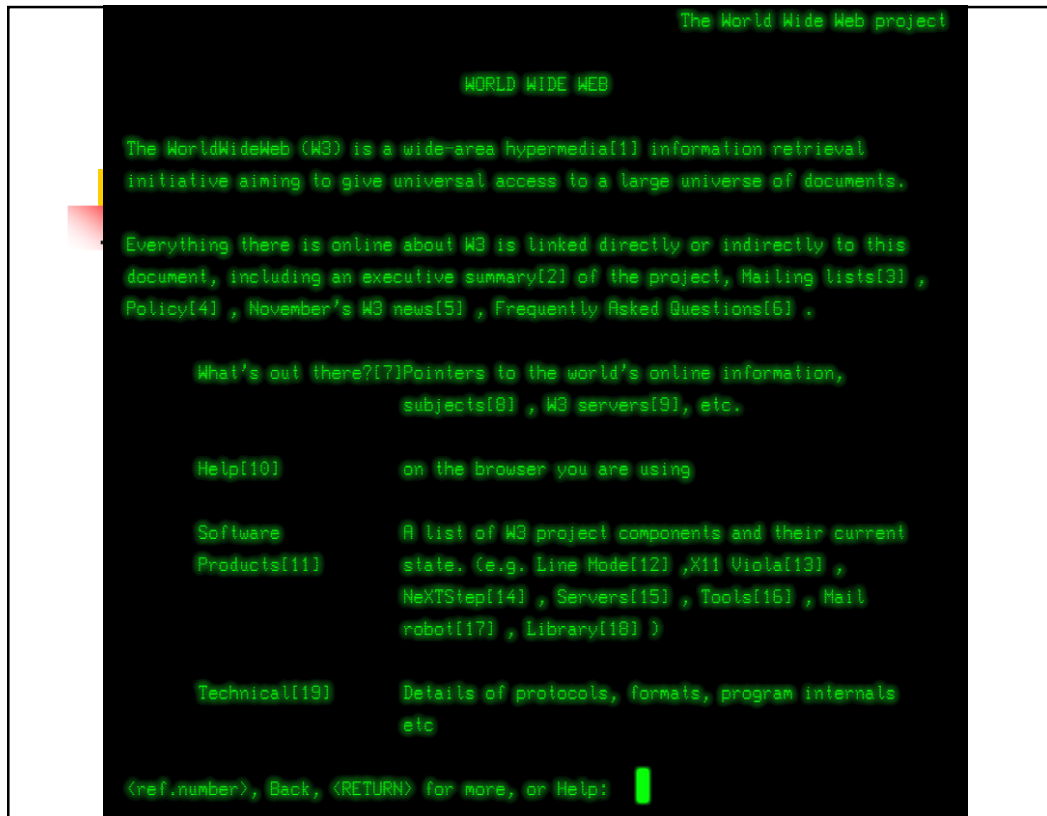 The World Wide Web project
WORLD WIDE WEB
The WorldWideWeb (W3) is a wide-area hypermedia[1] information retrieval
initiative aiming to give universal access to a large universe of documents.
Everything there is online about W3 is linked directly or indirectly to this
document, including an executive summary[2] of the project, Mailing lists[3] ,
Policy[4] , November's W3 news[5] , Frequently Asked Questions[6] .
What's out there?[7]Pointers to the world's online information,
subjects[8] , W3 servers[9], etc.
Help[10] on the browser you are using
Software A list of W3 project components and their current
Products[11] state. (e.g. Line Mode[12] ,X11 Viola[13] ,
NeXTStep[14] , Servers[15] , Tools[16] , Mail
robot[17] , Library[18] )
Technical[19] Details of protocols, formats, program internals
etc
<ref.number>, Back, <RETURN> for more, or Help: